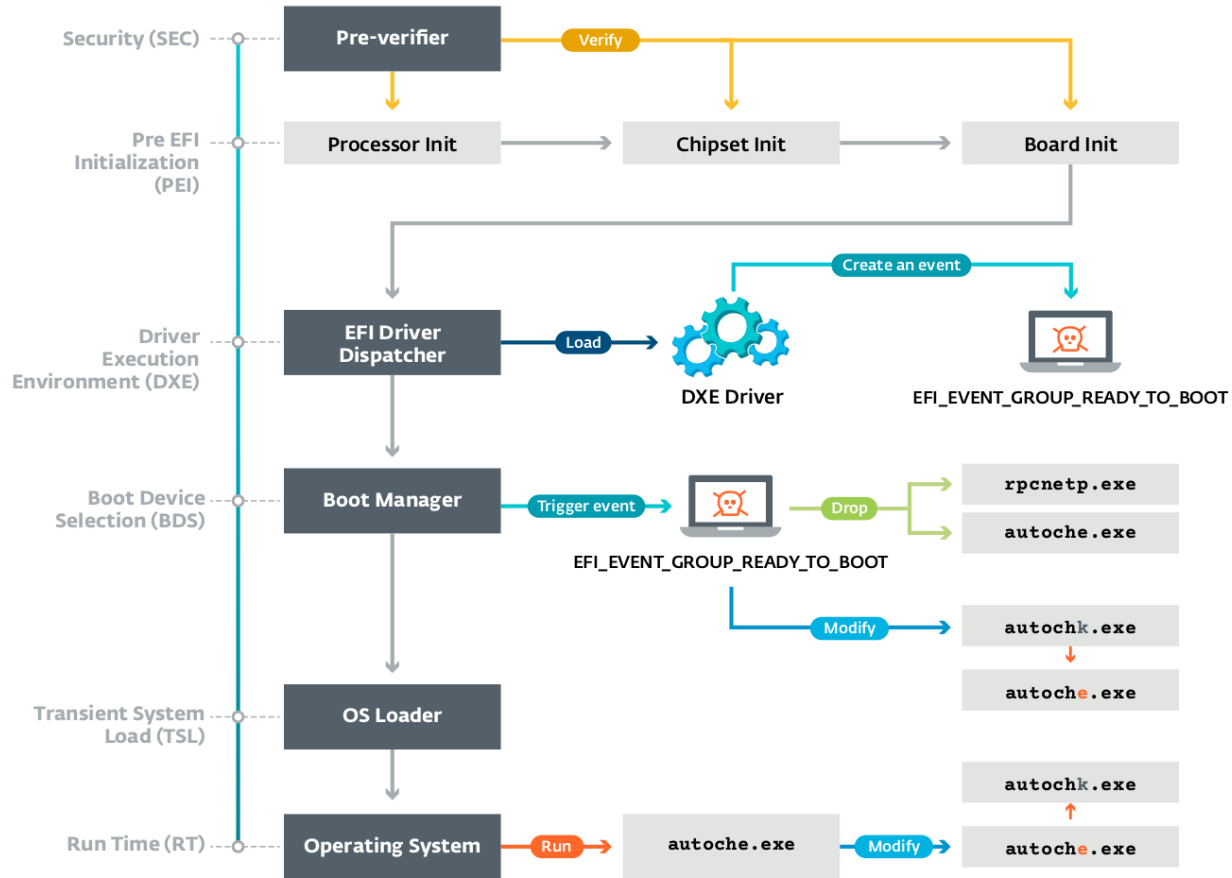 Security (SEC)
Pre-verifier
Verify
Pre EFI
Initialization
(PEI)
Processor Init
Chipset Init
Board Init
Create an event
Driver
Execution
Environment (DXE)
EFI Driver
Dispatcher
Load
DXE Driver
EFI_EVENT_GROUP_READY_TO_BOOT
Boot Device
Selection (BDS)
Boot Manager
Trigger event
EFI_EVENT_GROUP_READY_TO_BOOT
Drop
rpcnetp.exe
autoche.exe
Modify
autochk.exe
autoche.exe
Transient System
Load (TSL)
OS Loader
Run Time (RT)
Operating System
Run
autoche.exe
Modify
autochk.exe
autoche.exe